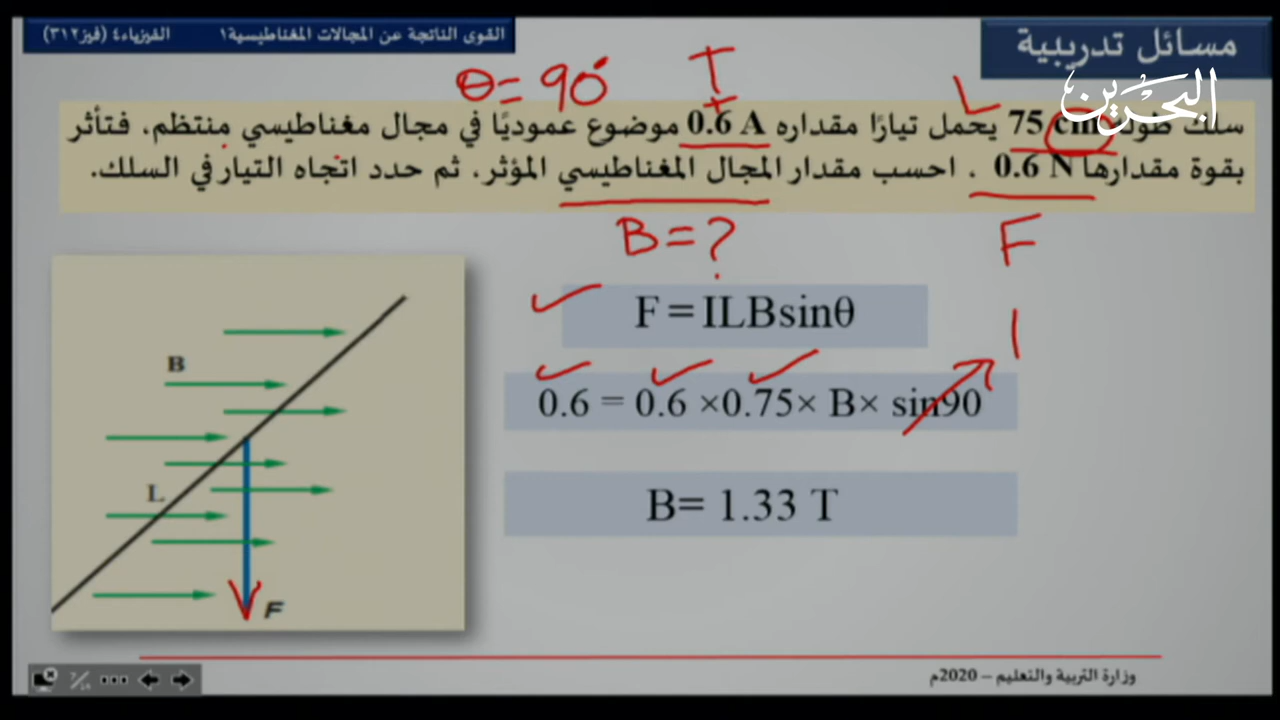 القوى الناتجة عن المجالات المغناطيسية١
الفيزياء٤ (فيز٣١٢)
مسائل تدريبية
البحرين
θ = 90°
I
L
سلك طوله 75 cm يحمل تيارًا مقداره 0.6 A موضوع عموديًا في مجال مغناطيسي منتظم، فتأثر
بقوة مقدارها 0.6 N . احسب مقدار المجال المغناطيسي المؤثر. ثم حدد اتجاه التيار في السلك.
B = ?
F
F = ILBsinθ
1
0.6 = 0.6 ×0.75× B× sin90
B= 1.33 T
B
L
F
وزارة التربية والتعليم – 2020م